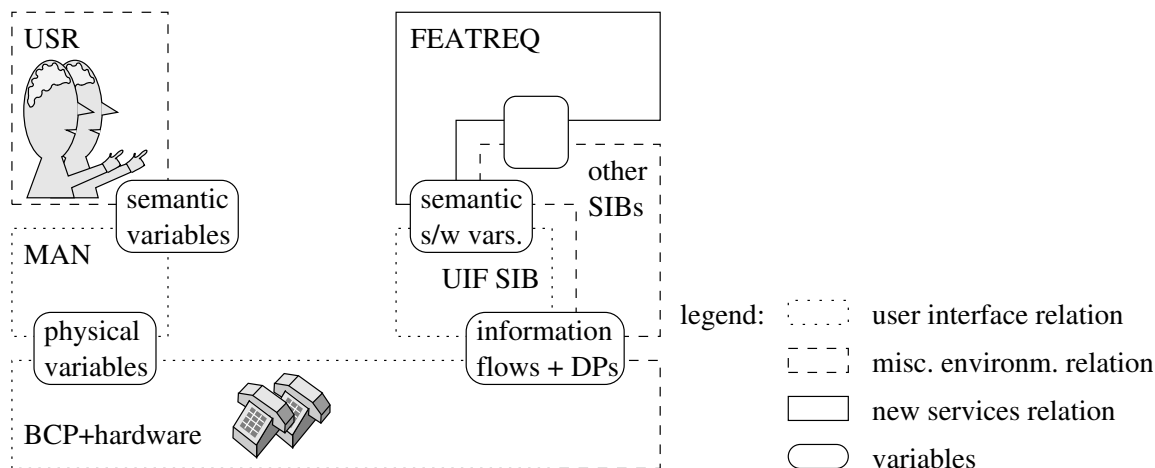 USR
FEATREQ
other
SIBs
semantic
variables
semantic
s/w vars.
MAN
UIF SIB
physical
variables
information
flows + DPs
BCP+hardware
legend:
user interface relation
misc. environm. relation
new services relation
variables